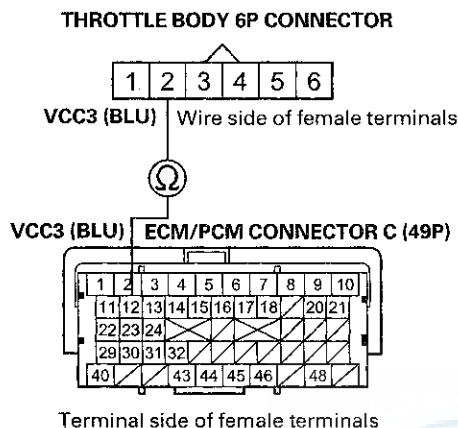 THROTTLE BODY 6P CONNECTOR
1 2 3 4 5 6
VCC3 (BLU) Wire side of female terminals
Ω
VCC3 (BLU) ECM/PCM CONNECTOR C (49P)
1 2 3 4 5 6 7 8 9 10
11 12 13 14 15 16 17 18 20 21
22 23 24
29 30 31 32
40 43 44 45 46 48
Terminal side of female terminals